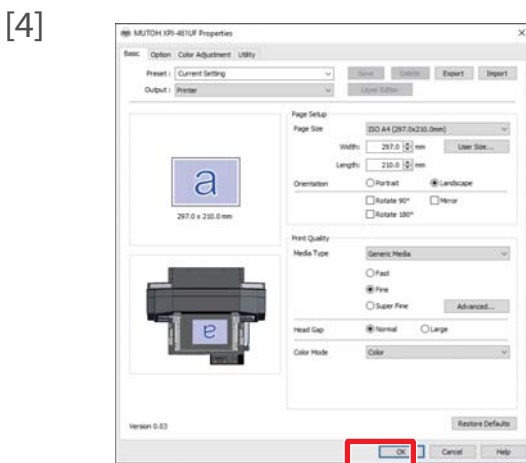 [4]
MUTOH XPJ-461UF Properties
Basic Option Color Adjustment Utility
Preset : Current Setting Save Delete Export Import
Output : Printer Layer Editor
Page Setup
Page Size ISO A4 (297.0x210.0mm)
Width: 297.0 mm User Size...
Length: 210.0 mm
Orientation Portrait Landscape
Rotate 90° Mirror
Rotate 180°
a
297.0 x 210.0 mm
Print Quality
Media Type Generic Media
Fast
Fine
Super Fine Advanced...
Head Gap Normal Large
Color Mode Color
a
Version 0.03 Restore Defaults
OK Cancel Help